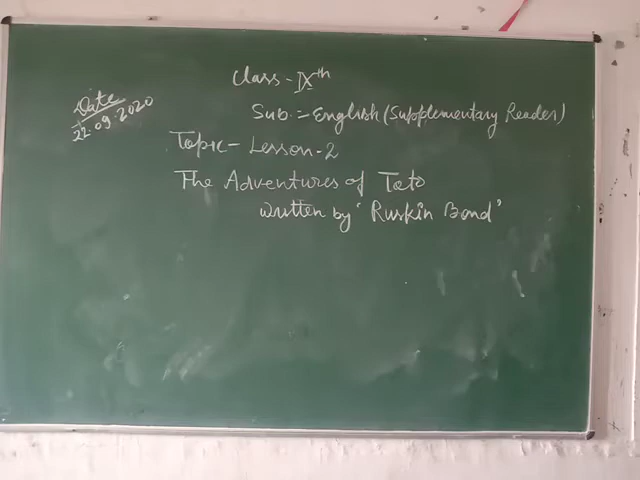 Class - IXth
Date
22.09.2020
Sub. - English (Supplementary Reader)
Topic - Lesson - 2
The Adventures of Toto
written by 'Ruskin Bond'